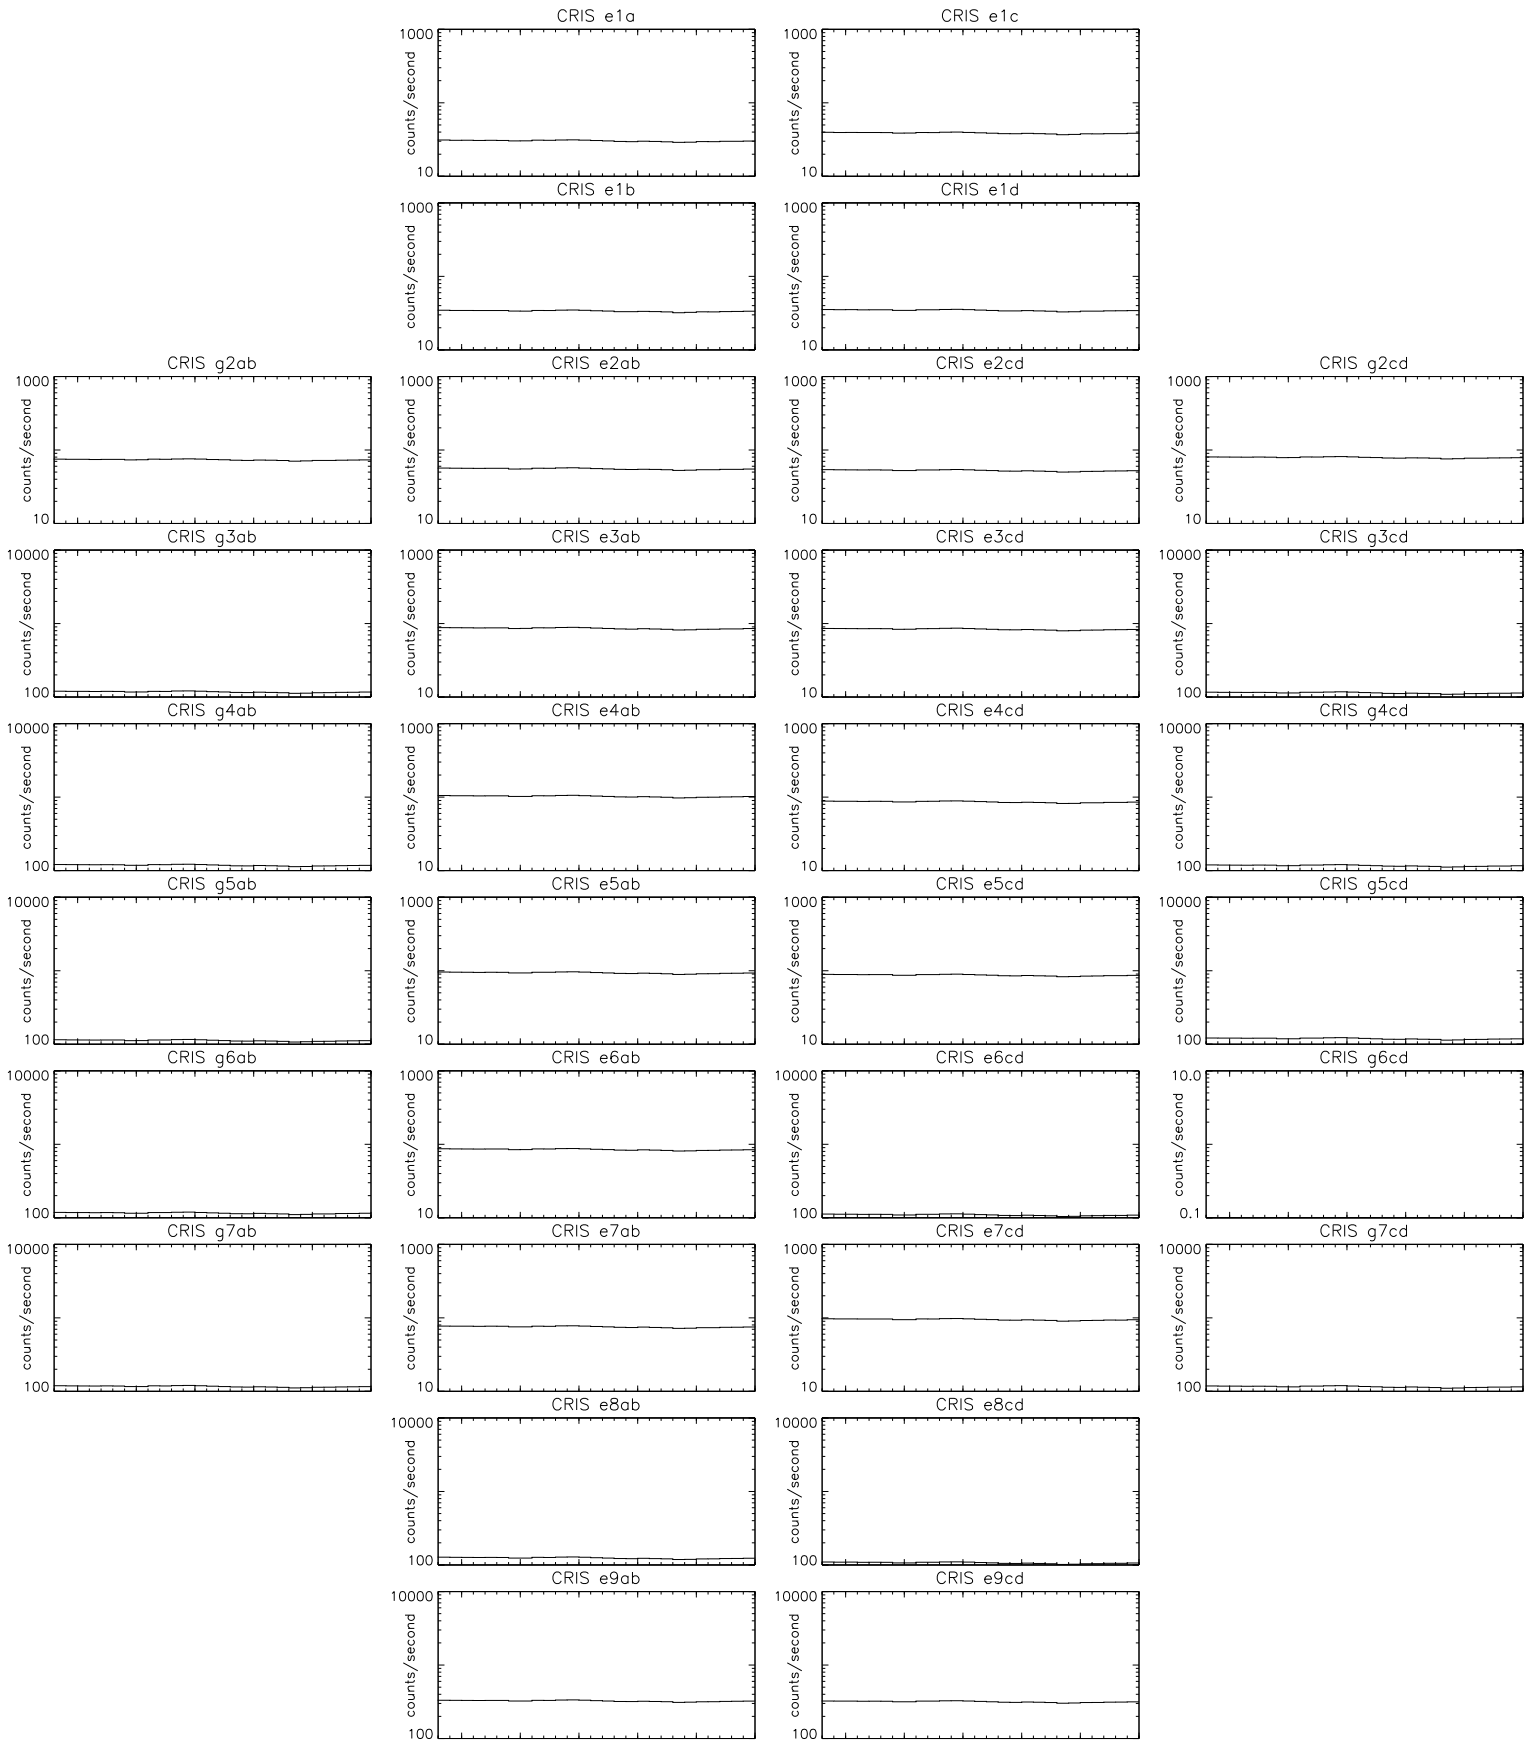 CRIS e1a
CRIS e1c
1000
counts/second
10
1000
counts/second
10
CRIS e1b
CRIS e1d
1000
counts/second
10
1000
counts/second
10
CRIS g2ab
CRIS e2ab
CRIS e2cd
CRIS g2cd
1000
counts/second
10
1000
counts/second
10
1000
counts/second
10
1000
counts/second
10
CRIS g3ab
CRIS e3ab
CRIS e3cd
CRIS g3cd
10000
counts/second
100
1000
counts/second
10
1000
counts/second
10
10000
counts/second
100
CRIS g4ab
CRIS e4ab
CRIS e4cd
CRIS g4cd
10000
counts/second
100
1000
counts/second
10
1000
counts/second
10
10000
counts/second
100
CRIS g5ab
CRIS e5ab
CRIS e5cd
CRIS g5cd
10000
counts/second
100
1000
counts/second
10
1000
counts/second
10
10000
counts/second
100
CRIS g6ab
CRIS e6ab
CRIS e6cd
CRIS g6cd
10000
counts/second
100
1000
counts/second
10
10000
counts/second
100
10.0
counts/second
0.1
CRIS g7ab
CRIS e7ab
CRIS e7cd
CRIS g7cd
10000
counts/second
100
1000
counts/second
10
1000
counts/second
10
10000
counts/second
100
CRIS e8ab
CRIS e8cd
10000
counts/second
100
10000
counts/second
100
CRIS e9ab
CRIS e9cd
10000
counts/second
100
10000
counts/second
100